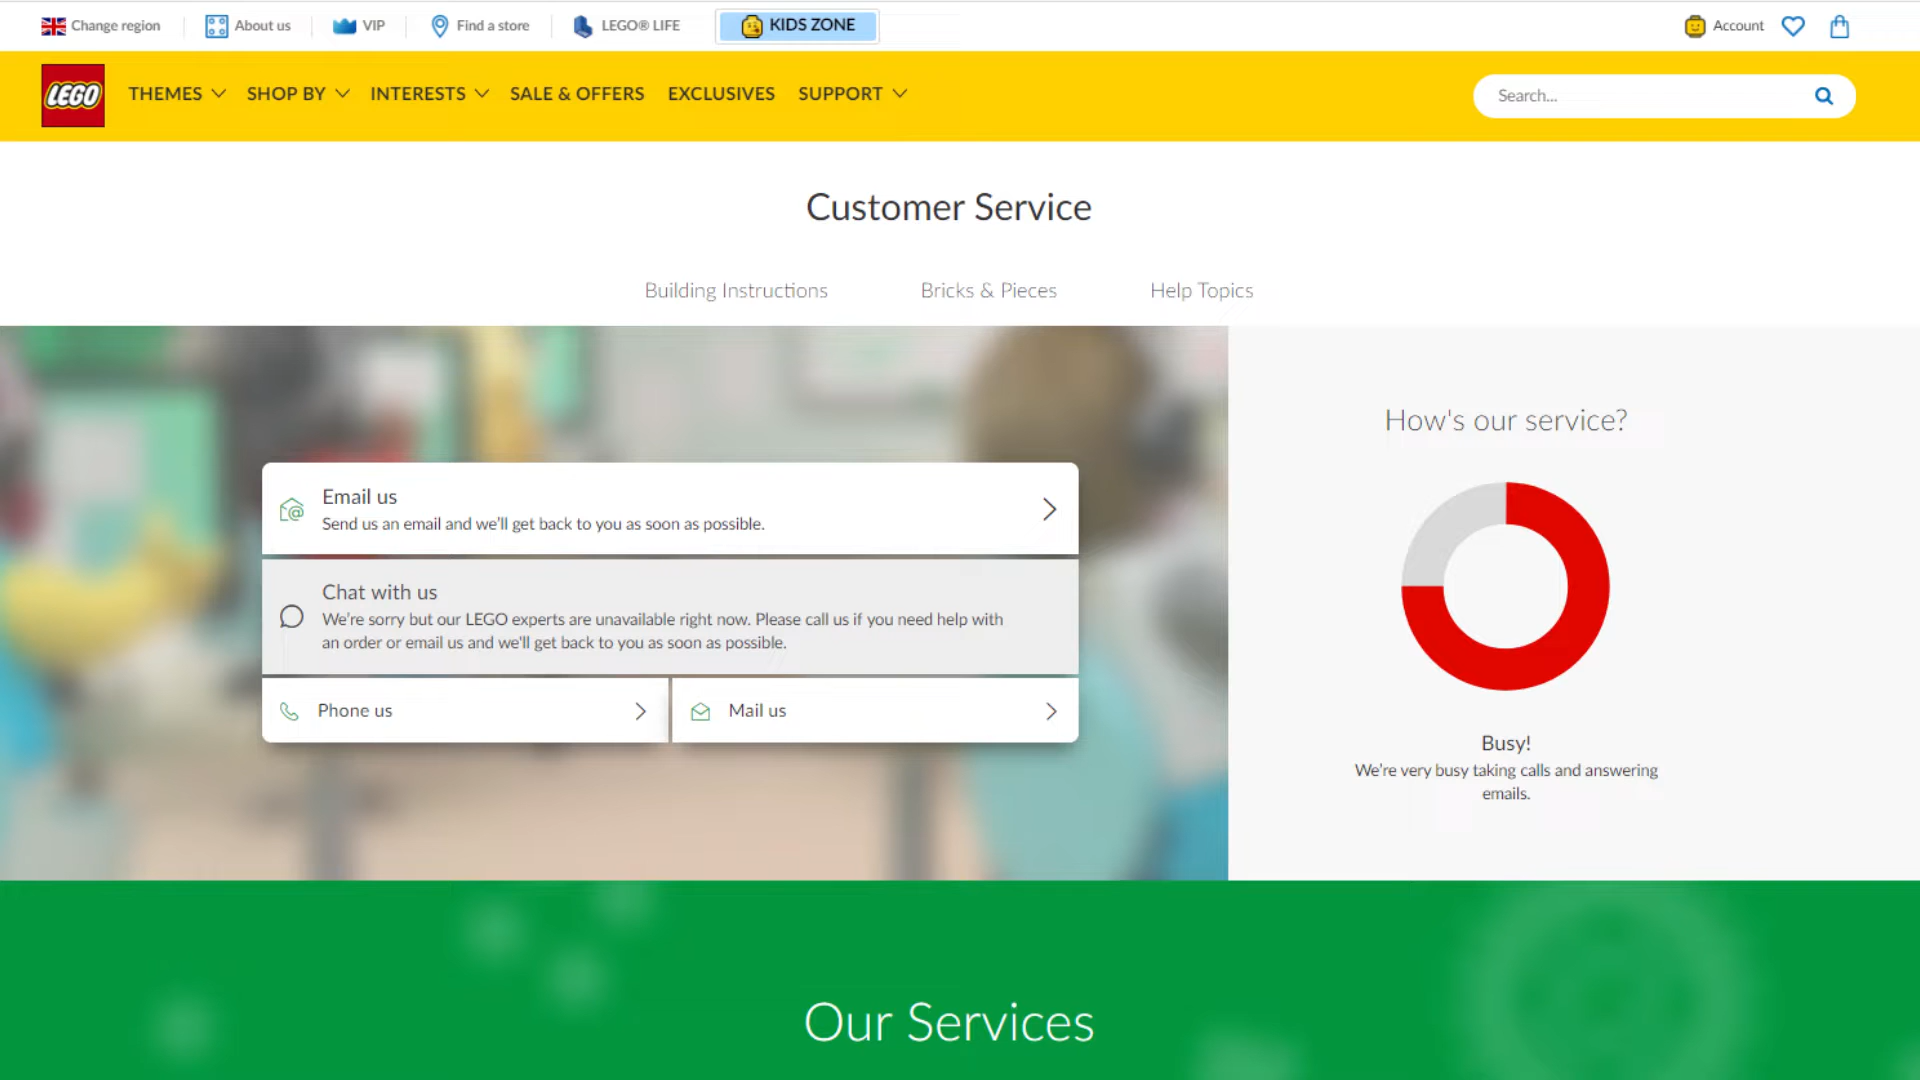 Change region
About us
VIP
Find a store
LEGO® LIFE
KIDS ZONE
Account
LEGO
THEMES
SHOP BY
INTERESTS
SALE & OFFERS
EXCLUSIVES
SUPPORT
Search...
Customer Service
Building Instructions
Bricks & Pieces
Help Topics
Email us
Send us an email and we'll get back to you as soon as possible.
Chat with us
We're sorry but our LEGO experts are unavailable right now. Please call us if you need help with
an order or email us and we'll get back to you as soon as possible.
Phone us
Mail us
How's our service?
Busy!
We're very busy taking calls and answering
emails.
Our Services